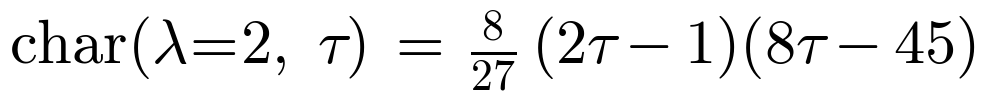 char(λ=2, τ) = 8/27 (2τ − 1)(8τ − 45)